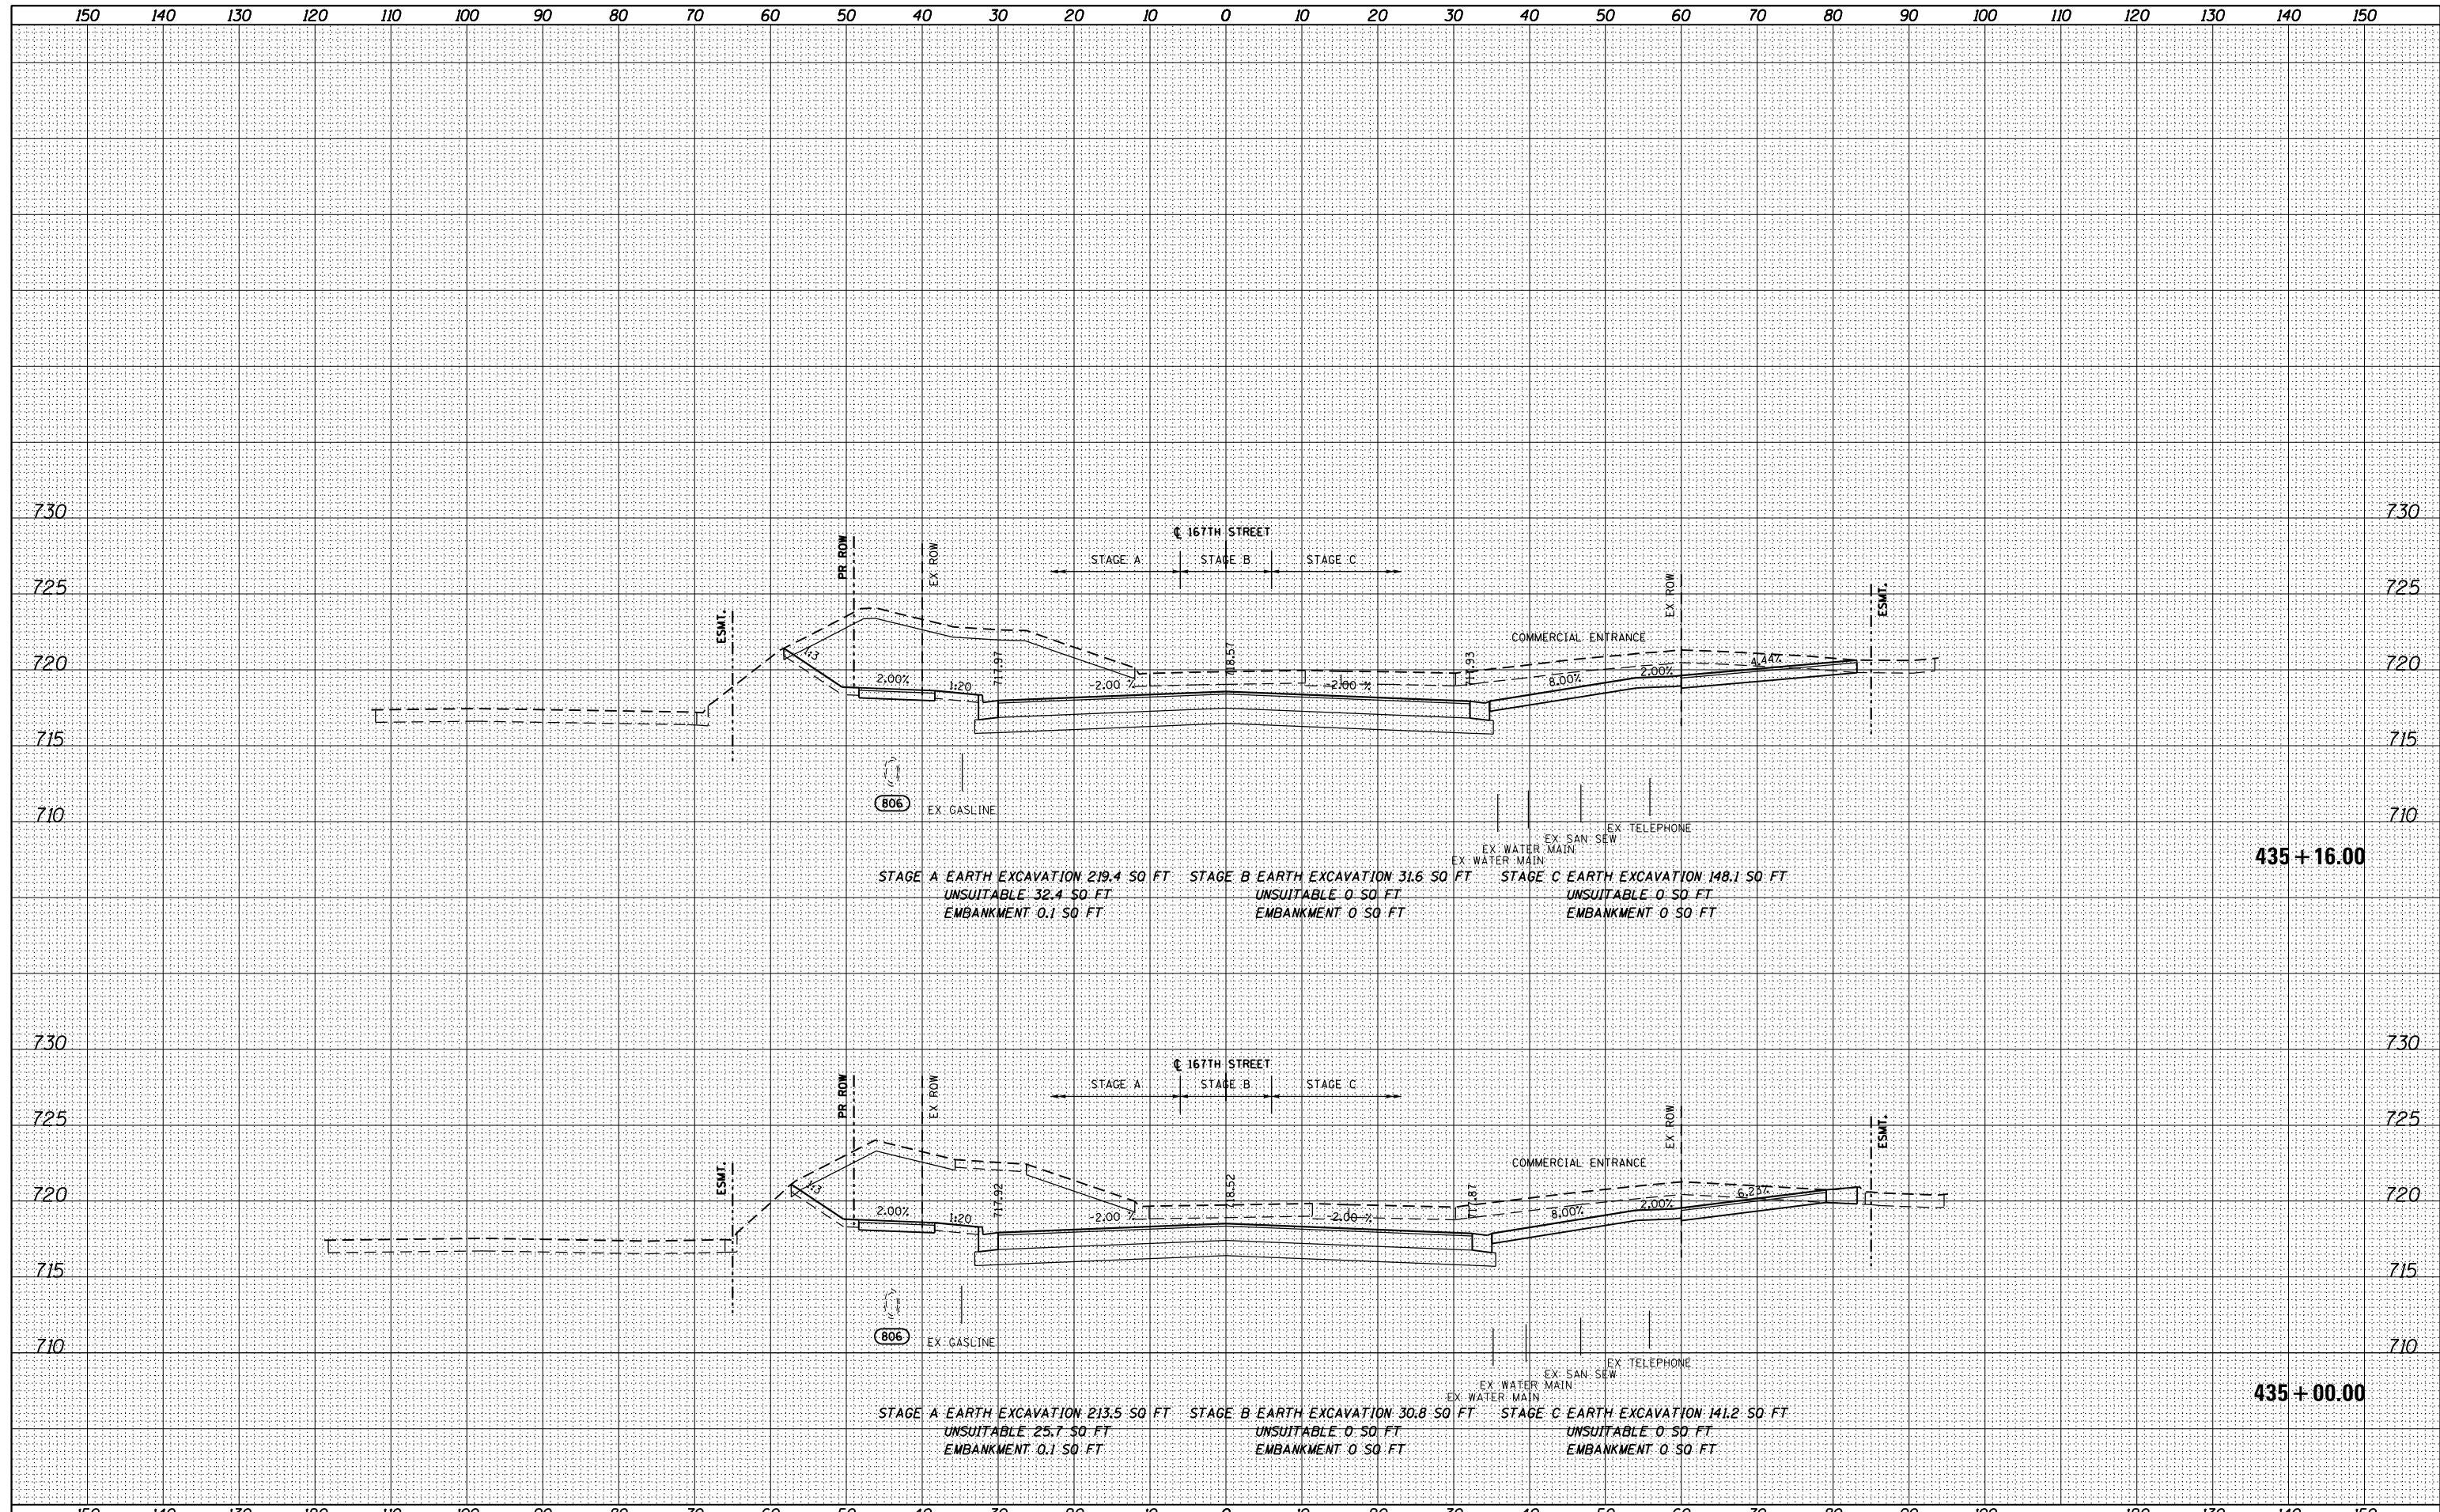 150 140 130 120 110 100 90 80 70 60 50 40 30 20 10 0 10 20 30 40 50 60 70 80 90 100 110 120 130 140 150
730 730
℄ 167TH STREET
PR ROW
EX ROW
STAGE A STAGE B STAGE C
EX ROW
725 725
ESMT.
ESMT.
COMMERCIAL ENTRANCE
1:3
717.97
717.93
720 720
2.00% 1:20 -2.00 % -2.00 % 8.00% 2.00% 4.44%
715 715
806
EX GASLINE
710 710
EX TELEPHONE
EX SAN SEW
EX WATER MAIN
EX WATER MAIN
435+16.00
STAGE A EARTH EXCAVATION 219.4 SQ FT STAGE B EARTH EXCAVATION 31.6 SQ FT STAGE C EARTH EXCAVATION 148.1 SQ FT
UNSUITABLE 32.4 SQ FT UNSUITABLE 0 SQ FT UNSUITABLE 0 SQ FT
EMBANKMENT 0.1 SQ FT EMBANKMENT 0 SQ FT EMBANKMENT 0 SQ FT
730 730
℄ 167TH STREET
PR ROW
EX ROW
STAGE A STAGE B STAGE C
EX ROW
725 725
ESMT.
ESMT.
COMMERCIAL ENTRANCE
1:3
717.92
718.52
717.87
720 720
2.00% 1:20 -2.00 % -2.00 % 8.00% 2.00% 6.23%
715 715
806
EX GASLINE
710 710
EX TELEPHONE
EX SAN SEW
EX WATER MAIN
EX WATER MAIN
435+00.00
STAGE A EARTH EXCAVATION 213.5 SQ FT STAGE B EARTH EXCAVATION 30.8 SQ FT STAGE C EARTH EXCAVATION 141.2 SQ FT
UNSUITABLE 25.7 SQ FT UNSUITABLE 0 SQ FT UNSUITABLE 0 SQ FT
EMBANKMENT 0.1 SQ FT EMBANKMENT 0 SQ FT EMBANKMENT 0 SQ FT